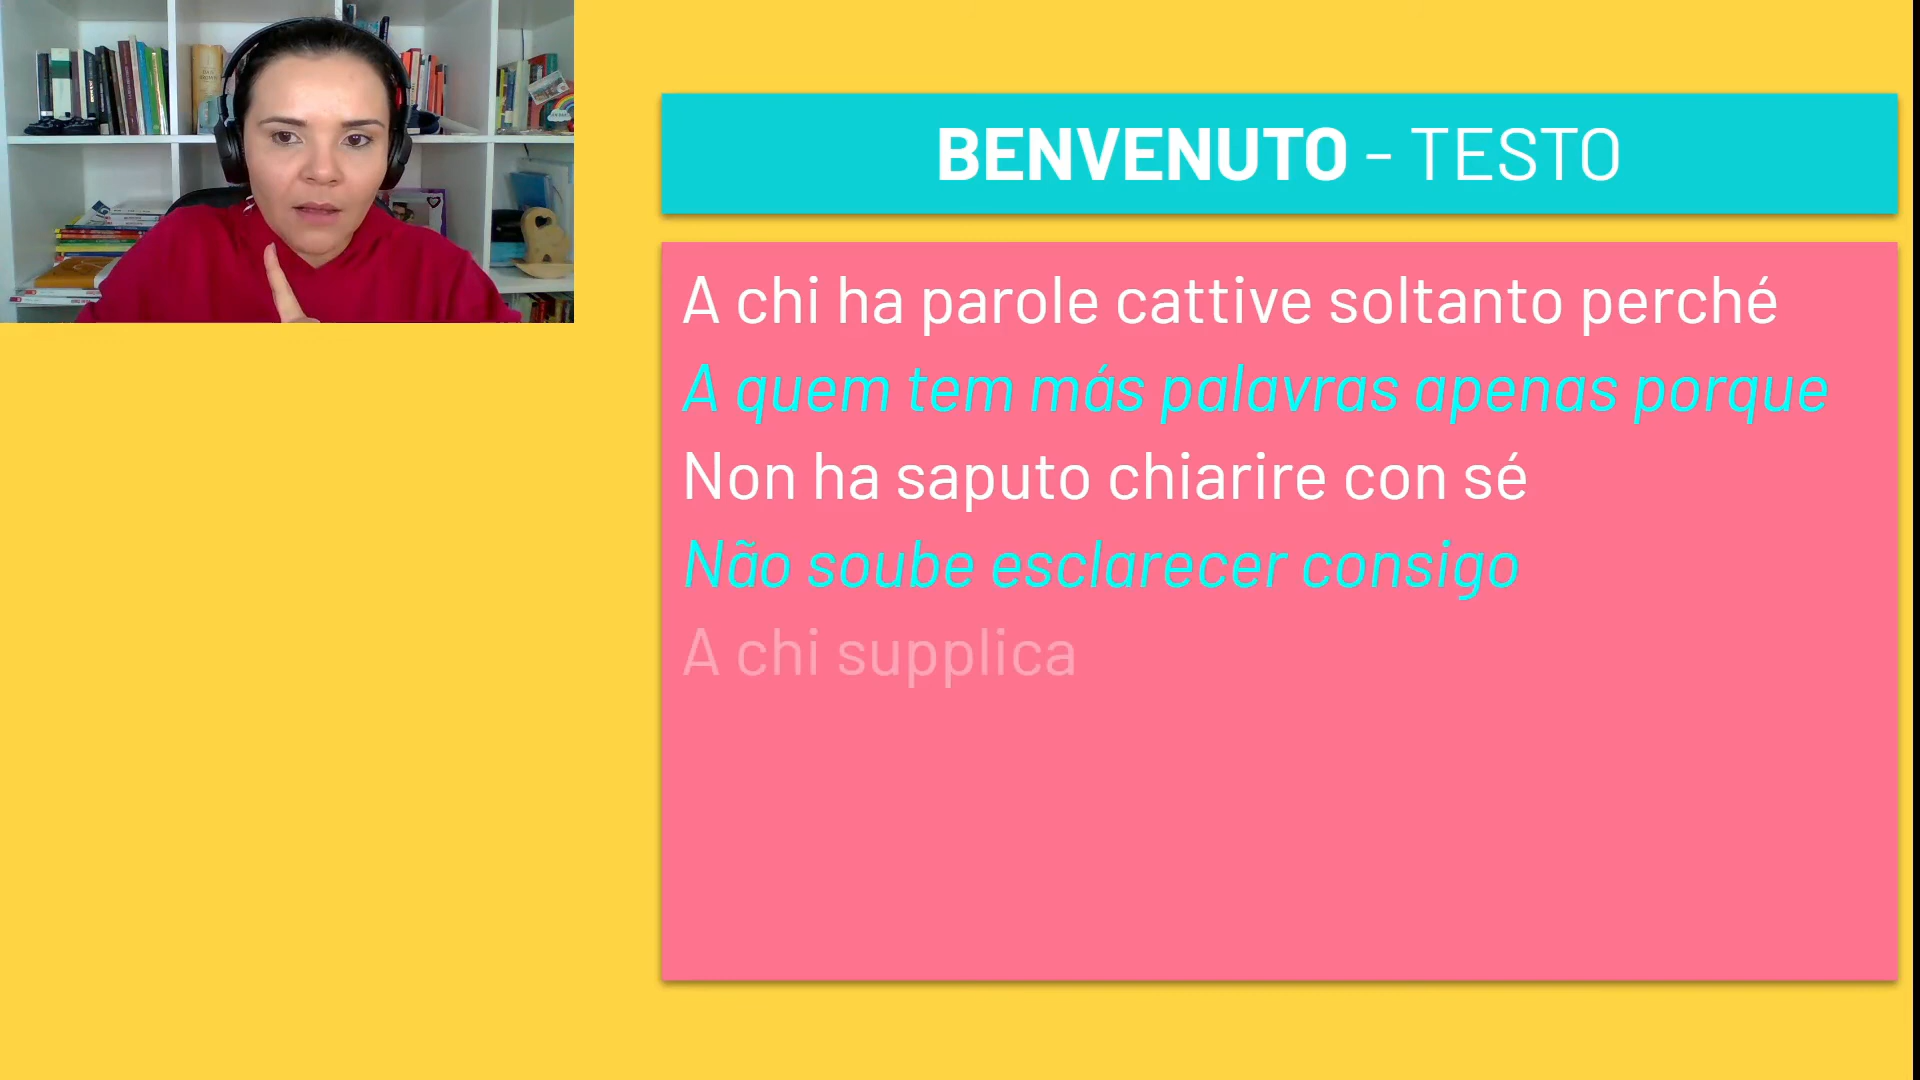 BENVENUTO - TESTO
A chi ha parole cattive soltanto perché
A quem tem más palavras apenas porque
Non ha saputo chiarire con sé
Não soube esclarecer consigo
A chi supplica